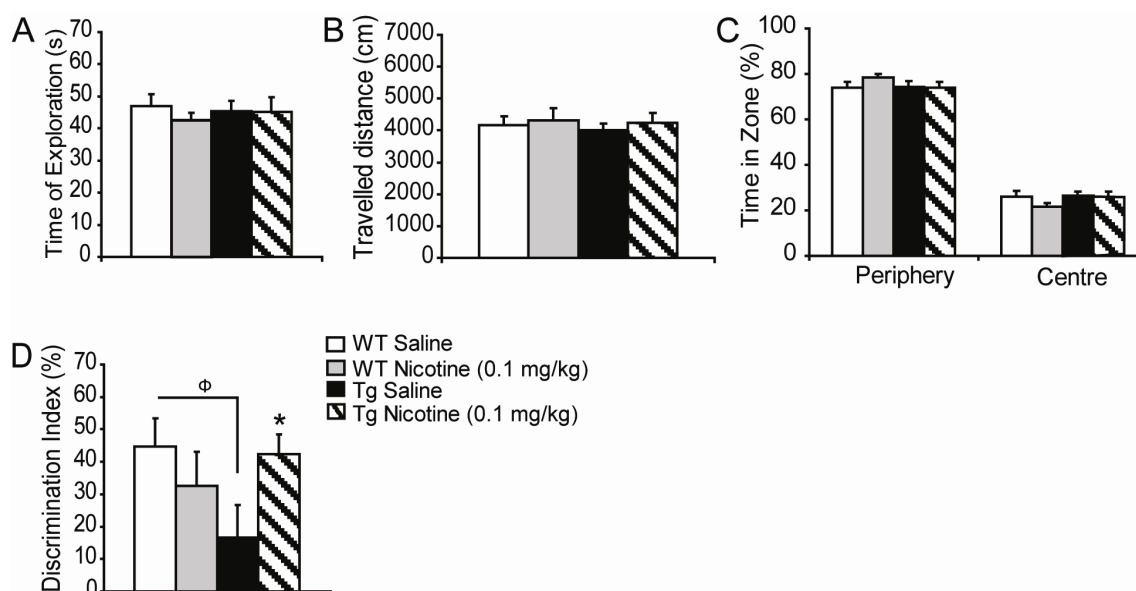 A
Time of Exploration (s)
70
60
50
40
30
20
10
0
B
Travelled distance (cm)
7000
6000
5000
4000
3000
2000
1000
0
C
Time in Zone (%)
100
80
60
40
20
0
Periphery
Centre
D
Discrimination Index (%)
70
60
50
40
30
20
10
0
Φ
*
WT Saline
WT Nicotine (0.1 mg/kg)
Tg Saline
Tg Nicotine (0.1 mg/kg)